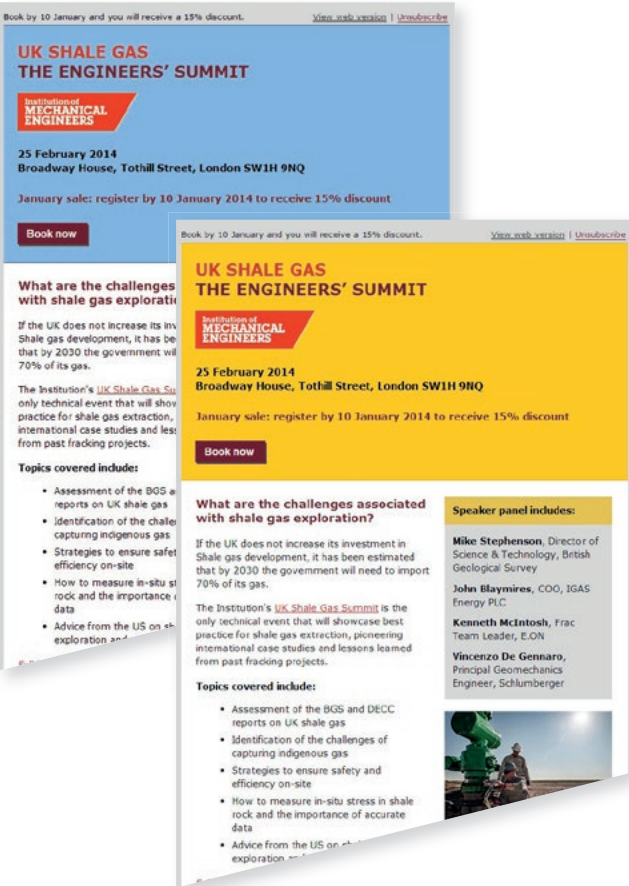 Book by 10 January and you will receive a 15% discount. View web version | Unsubscribe
UK SHALE GAS
THE ENGINEERS' SUMMIT
Institution of
MECHANICAL
ENGINEERS
25 February 2014
Broadway House, Tothill Street, London SW1H 9NQ
January sale: register by 10 January 2014 to receive 15% discount
Book now
What are the challenges
with shale gas explorati
If the UK does not increase its inv
Shale gas development, it has be
that by 2030 the government wil
70% of its gas.
The Institution's UK Shale Gas Su
only technical event that will show
practice for shale gas extraction,
international case studies and less
from past fracking projects.
Topics covered include:
• Assessment of the BGS a
reports on UK shale gas
• Identification of the challen
capturing indigenous gas
• Strategies to ensure safet
efficiency on-site
• How to measure in-situ st
rock and the importance
data
• Advice from the US on sh
exploration and
Book by 10 January and you will receive a 15% discount. View web version | Unsubscribe
UK SHALE GAS
THE ENGINEERS' SUMMIT
Institution of
MECHANICAL
ENGINEERS
25 February 2014
Broadway House, Tothill Street, London SW1H 9NQ
January sale: register by 10 January 2014 to receive 15% discount
Book now
What are the challenges associated
with shale gas exploration?
If the UK does not increase its investment in
Shale gas development, it has been estimated
that by 2030 the government will need to import
70% of its gas.
The Institution's UK Shale Gas Summit is the
only technical event that will showcase best
practice for shale gas extraction, pioneering
international case studies and lessons learned
from past fracking projects.
Topics covered include:
• Assessment of the BGS and DECC
reports on UK shale gas
• Identification of the challenges of
capturing indigenous gas
• Strategies to ensure safety and
efficiency on-site
• How to measure in-situ stress in shale
rock and the importance of accurate
data
• Advice from the US on
exploration
Speaker panel includes:
Mike Stephenson, Director of
Science & Technology, British
Geological Survey
John Blaymires, COO, IGAS
Energy PLC
Kenneth McIntosh, Frac
Team Leader, E.ON
Vincenzo De Gennaro,
Principal Geomechanics
Engineer, Schlumberger